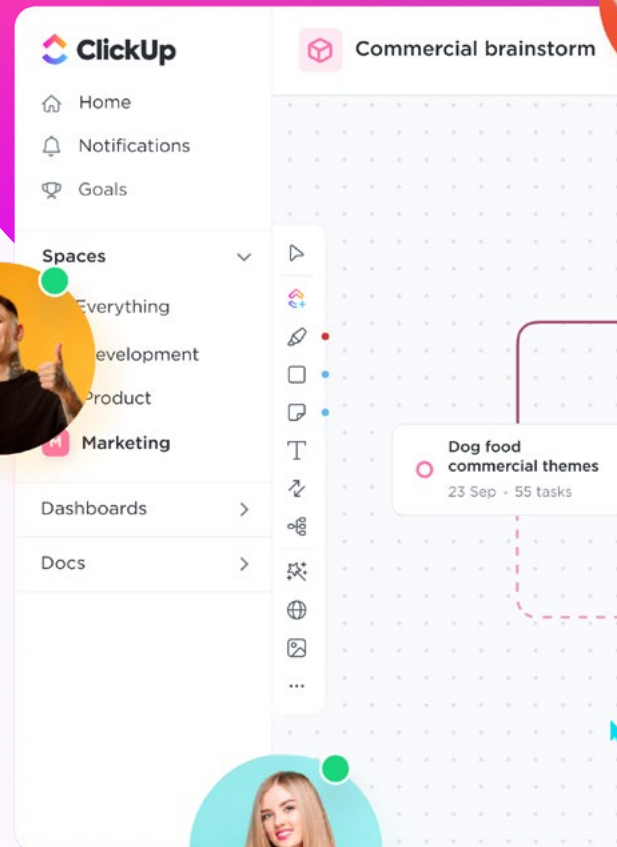 ClickUp
Commercial brainstorm
Home
Notifications
Goals
Spaces
Everything
evelopment
Product
M Marketing
Dashboards
Docs
T
Dog food
commercial themes
23 Sep • 55 tasks